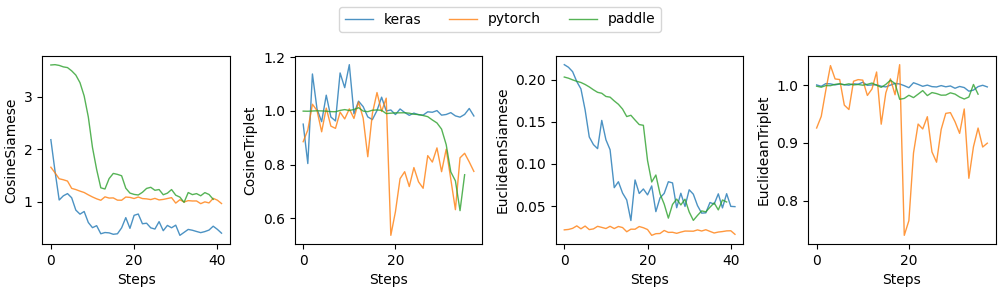 keras pytorch paddle
CosineSiamese
3
2
1
0 20 40
Steps
CosineTriplet
1.2
1.0
0.8
0.6
0 20
Steps
EuclideanSiamese
0.20
0.15
0.10
0.05
0 20 40
Steps
EuclideanTriplet
1.0
0.9
0.8
0 20
Steps